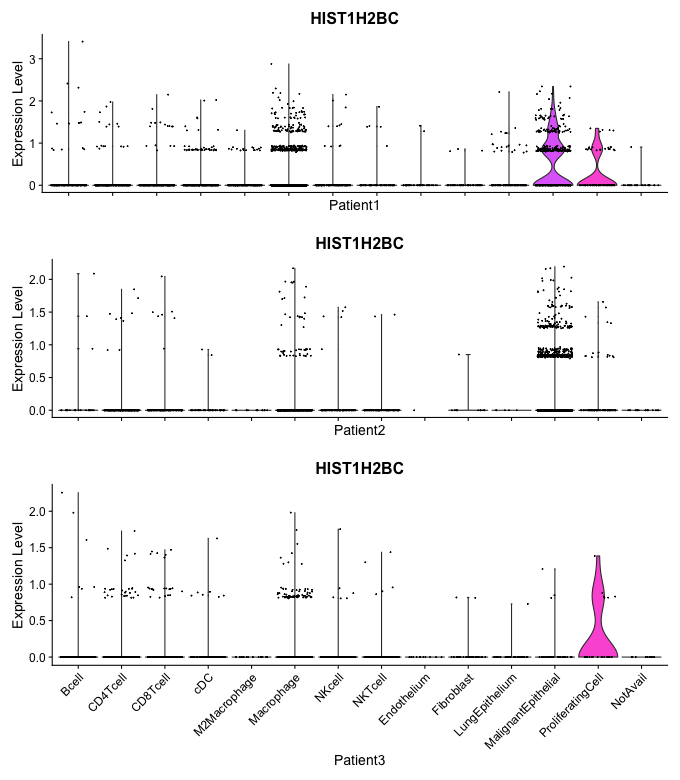 HIST1H2BC
Expression Level
3
2
1
0
Patient1
HIST1H2BC
Expression Level
2.0
1.5
1.0
0.5
0.0
Patient2
HIST1H2BC
Expression Level
2.0
1.5
1.0
0.5
0.0
Bcell
CD4Tcell
CD8Tcell
cDC
M2Macrophage
Macrophage
NKcell
NKTcell
Endothelium
Fibroblast
LungEpithelium
MalignantEpithelial
ProliferatingCell
NotAvail
Patient3